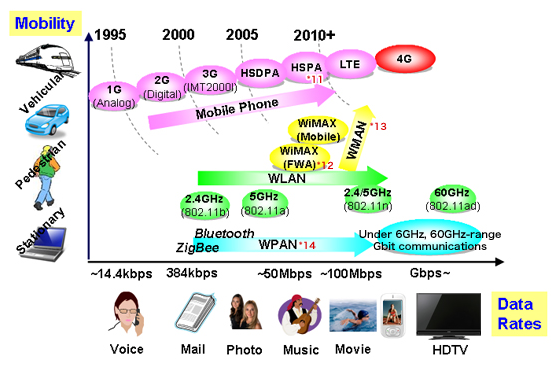 Mobility
1995
2000
2005
2010+
Vehicular
Pedestrian
Stationary
1G
(Analog)
2G
(Digital)
3G
(IMT2000I)
HSDPA
HSPA
*11
LTE
4G
Mobile Phone
WiMAX
(Mobile)
WiMAX
(FWA)
*12
WMAN
*13
WLAN
2.4GHz
(802.11b)
5GHz
(802.11a)
2.4/5GHz
(802.11n)
60GHz
(802.11ad)
Bluetooth
ZigBee
WPAN
*14
Under 6GHz, 60GHz-range
Gbit communications
~14.4kbps
384kbps
~50Mbps
~100Mbps
Gbps~
Voice
Mail
Photo
Music
Movie
HDTV
Data
Rates